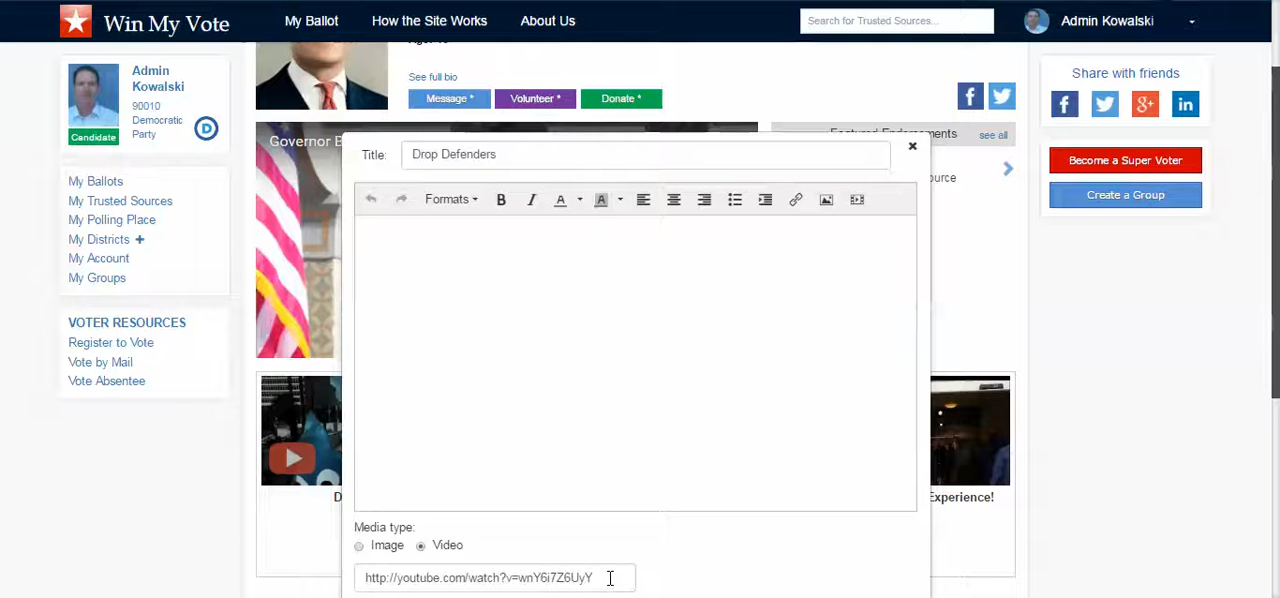 Win My Vote
My Ballot
How the Site Works
About Us
Search for Trusted Sources...
Admin Kowalski
Admin
Kowalski
90010
Democratic
Party
D
Candidate
My Ballots
My Trusted Sources
My Polling Place
My Districts +
My Account
My Groups
VOTER RESOURCES
Register to Vote
Vote by Mail
Vote Absentee
See full bio
Message *
Volunteer *
Donate *
Governor B
Endorsements
see all
ource
Title:
Drop Defenders
Formats
B
I
A
A
D
Experience!
Media type:
Image
Video
http://youtube.com/watch?v=wnY6i7Z6UyY
Share with friends
Become a Super Voter
Create a Group